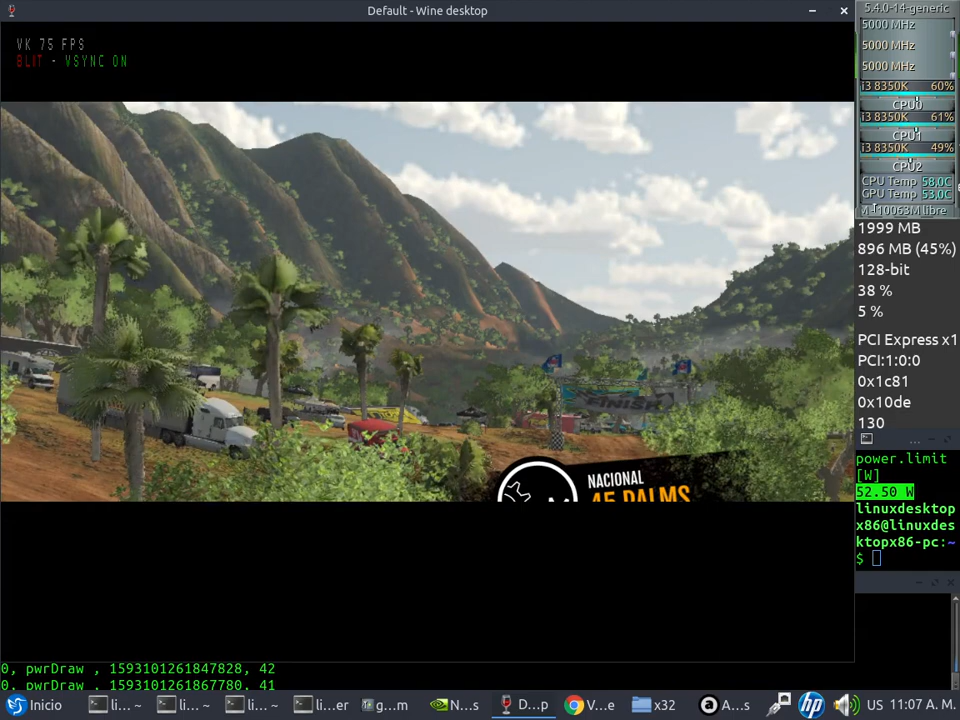 Default - Wine desktop
VK 75 FPS
BLIT - VSYNC ON
FINISH
NACIONAL
45 PALMS
5.4.0-14-generic
5000 MHz
5000 MHz
5000 MHz
i3 8350K 60%
CPU0
i3 8350K 61%
CPU1
i3 8350K 49%
CPU2
CPU Temp 58,0C
GPU Temp 53,0C
10063M libre
1999 MB
896 MB (45%)
128-bit
38 %
5 %
PCI Express x1
PCI:1:0:0
0x1c81
0x10de
130
...
power.limit
[W]
52.50 W
linuxdesktop
x86@linuxdes
ktopx86-pc:~
$
0, pwrDraw , 1593101261847828, 42
0, pwrDraw , 1593101261867780, 41
Inicio
li... ~
li... ~
li... ~
li...er
g...m
N...s
D...p
V...e
x32
A...s
hp
US 11:07 A. M.